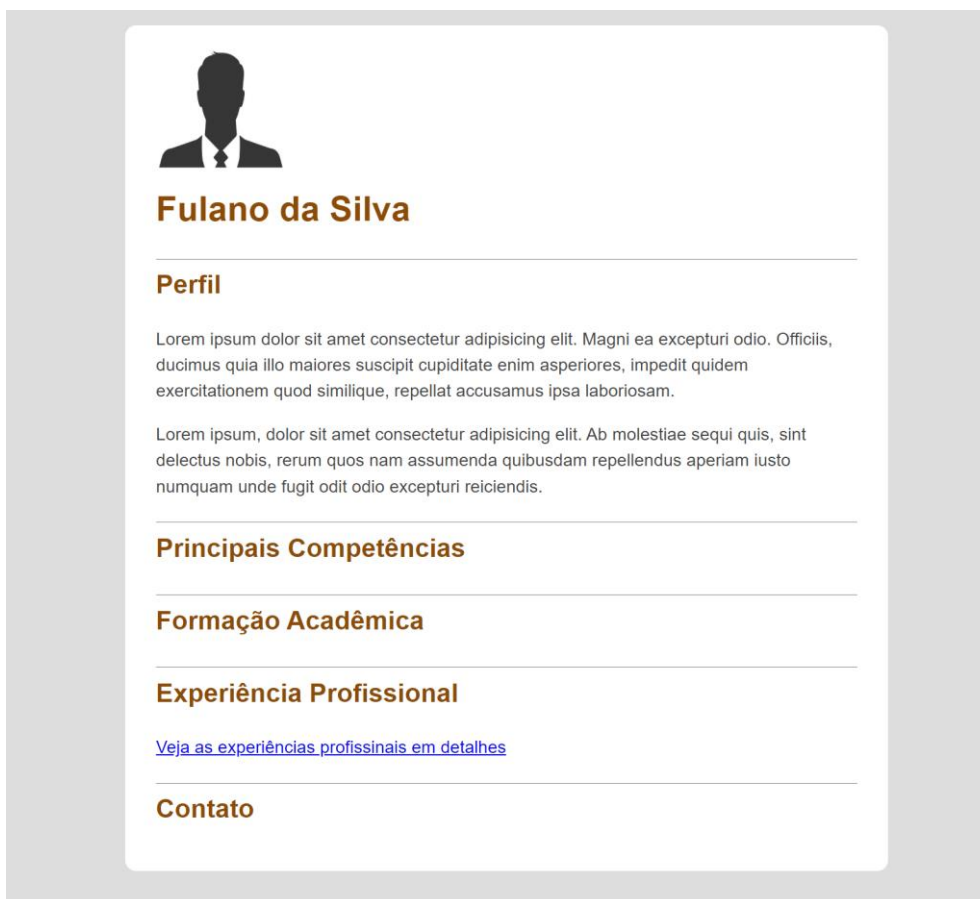 Fulano da Silva
Perfil
Lorem ipsum dolor sit amet consectetur adipisicing elit. Magni ea excepturi odio. Officiis,
ducimus quia illo maiores suscipit cupiditate enim asperiores, impedit quidem
exercitationem quod similique, repellat accusamus ipsa laboriosam.
Lorem ipsum, dolor sit amet consectetur adipisicing elit. Ab molestiae sequi quis, sint
delectus nobis, rerum quos nam assumenda quibusdam repellendus aperiam iusto
numquam unde fugit odit odio excepturi reiciendis.
Principais Competências
Formação Acadêmica
Experiência Profissional
Veja as experiências profissinais em detalhes
Contato